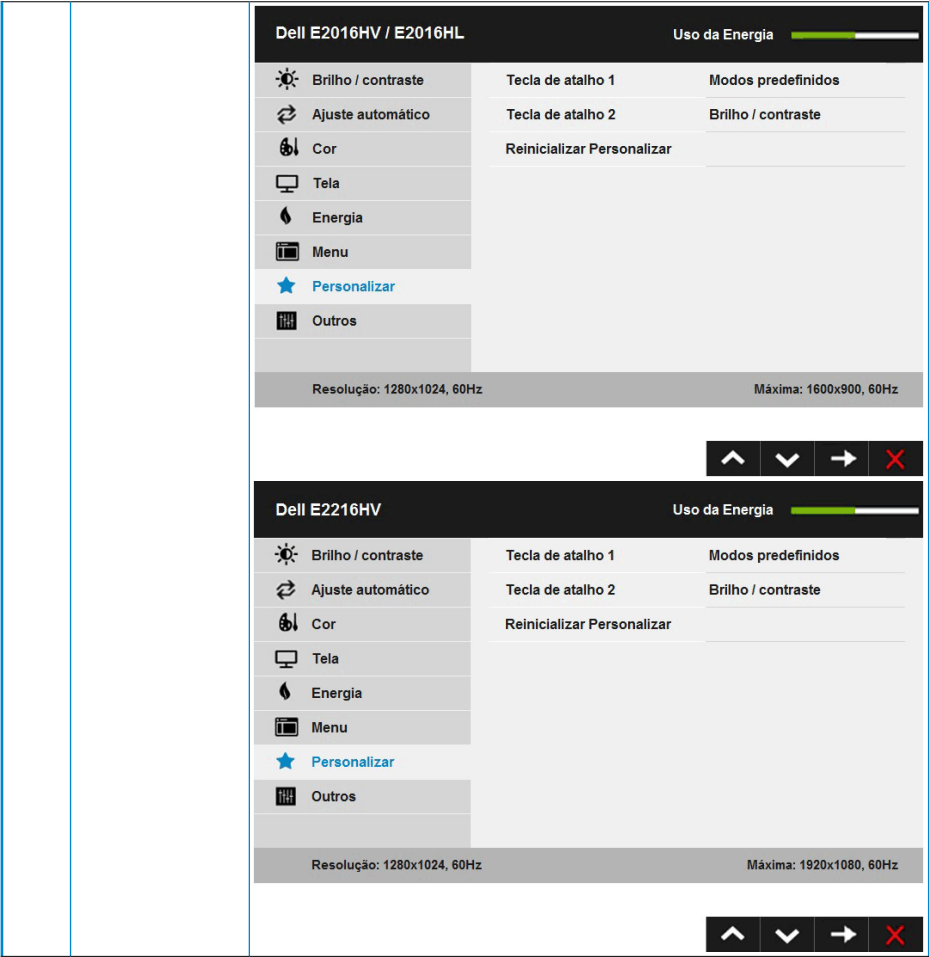 Dell E2016HV / E2016HL Uso da Energia
Brilho / contraste Tecla de atalho 1 Modos predefinidos
Ajuste automático Tecla de atalho 2 Brilho / contraste
Cor Reinicializar Personalizar
Tela
Energia
Menu
Personalizar
Outros
Resolução: 1280x1024, 60Hz Máxima: 1600x900, 60Hz
Dell E2216HV Uso da Energia
Brilho / contraste Tecla de atalho 1 Modos predefinidos
Ajuste automático Tecla de atalho 2 Brilho / contraste
Cor Reinicializar Personalizar
Tela
Energia
Menu
Personalizar
Outros
Resolução: 1280x1024, 60Hz Máxima: 1920x1080, 60Hz